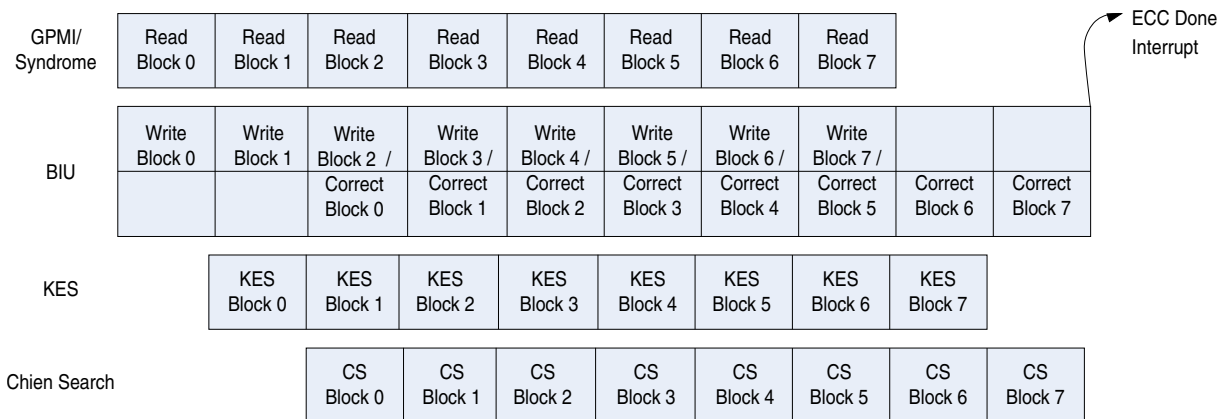 GPMI/
Syndrome
Read Read Read Read Read Read Read Read
Block 0 Block 1 Block 2 Block 3 Block 4 Block 5 Block 6 Block 7
ECC Done
Interrupt
BIU
Write Write Write Write Write Write Write Write
Block 0 Block 1 Block 2 / Block 3 / Block 4 / Block 5 / Block 6 / Block 7 /
Correct Correct Correct Correct Correct Correct Correct Correct
Block 0 Block 1 Block 2 Block 3 Block 4 Block 5 Block 6 Block 7
KES
KES KES KES KES KES KES KES KES
Block 0 Block 1 Block 2 Block 3 Block 4 Block 5 Block 6 Block 7
Chien Search
CS CS CS CS CS CS CS CS
Block 0 Block 1 Block 2 Block 3 Block 4 Block 5 Block 6 Block 7